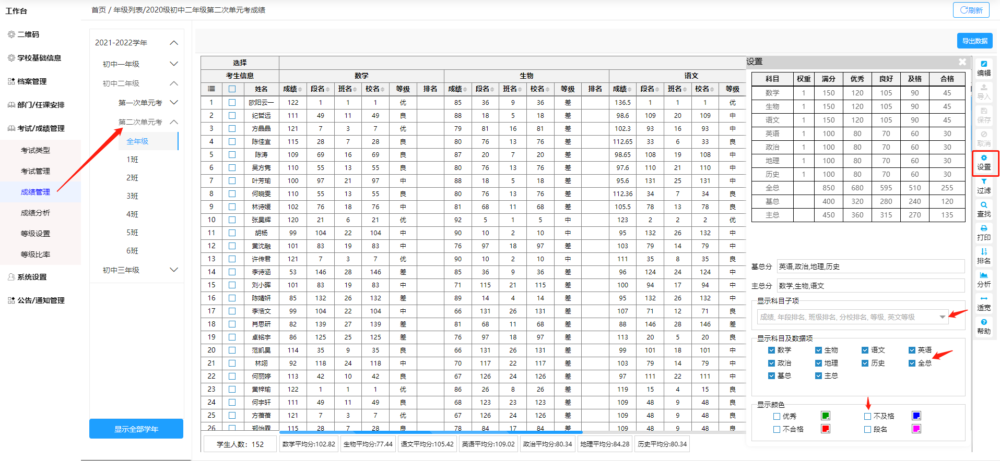 工作台
首页 / 年级列表/2020级初中二年级第二次单元考成绩
刷新
二维码
学校基础信息
档案管理
部门/任课安排
考试/成绩管理
考试类型
考试管理
成绩管理
成绩分析
等级设置
等级比率
系统设置
公告/通知管理
2021-2022学年
初中一年级
初中二年级
第一次单元考
第二次单元考
全年级
1班
2班
3班
4班
5班
6班
初中三年级
显示全部学年
导出数据
选择
考生信息 数学 生物 语文
姓名 成绩 段名 班名 校名 等级 排名 成绩 段名 班名 校名 等级 排名 成绩 段名 班名 校名 等级
1 欧阳云一 122 1 1 1 优 85 36 9 36 差 136.5 1 1 1 优
2 纪哲远 111 49 11 49 良 88 18 5 18 差 98.6 109 20 109 中
3 方晶晶 121 7 3 7 优 79 81 16 81 差 102.3 93 16 93 中
4 陈佳宜 115 28 7 28 良 80 76 13 76 差 112.65 33 6 33 良
5 陈涛 109 69 16 69 良 87 20 7 20 差 98.65 108 19 108 中
6 吴方隽 110 55 13 55 良 80 76 13 76 差 97.6 110 21 110 中
7 叶芳瑜 100 97 21 97 中 88 18 5 18 差 95.6 131 25 131 中
8 何晓雯 110 55 13 55 良 80 76 13 76 差 112.36 34 7 34 良
9 林诗媛 102 76 18 76 中 81 68 11 68 差 105.5 78 13 78 良
10 张昊辉 120 21 6 21 优 92 5 1 5 中 123 2 2 2 优
11 胡杨 99 104 22 104 中 90 10 2 10 中 95 132 26 132 中
12 黄沈融 101 83 19 83 中 76 97 18 97 差 103 79 14 79 中
13 许传君 121 7 3 7 优 90 10 2 10 中 111 35 8 35 良
14 李诗涵 53 146 28 146 差 85 36 9 36 差 96 124 24 124 中
15 刘小晖 101 83 19 83 中 71 115 21 115 差 100 94 17 94 中
16 陈婧妍 85 132 26 132 差 89 14 4 14 差 95 132 26 132 中
17 李浩文 99 104 22 104 中 66 131 26 131 差 107 71 12 71 良
18 肖思研 82 139 27 139 差 81 68 11 68 差 88 146 28 146 差
19 卓铭宇 86 125 25 125 差 76 97 18 97 差 113 20 5 20 良
20 范凯昊 114 35 9 35 良 66 131 26 131 差 99 101 18 101 中
21 林翊 92 118 24 118 中 70 117 22 117 差 103 79 14 79 中
22 何丽婷 113 42 10 42 良 67 126 24 126 差 97 111 22 111 中
23 黄梓瑜 122 1 1 1 优 86 26 8 26 差 119 15 4 15 良
24 何宇轩 111 49 11 49 良 68 123 23 123 差 109 48 9 48 良
25 方蓓蓓 121 7 3 7 优 67 126 24 126 差 109 48 9 48 良
26 郑怡霖 115 28 7 28 良 78 84 17 84 差 109 48 9 48 良
学生人数：152 数学平均分:102.82 生物平均分:77.44 语文平均分:105.42 英语平均分:109.02 政治平均分:80.34 地理平均分:84.28 历史平均分:80.34
设置
科目 权重 满分 优秀 良好 及格 合格
数学 1 150 120 105 90 45
生物 1 150 120 105 90 45
语文 1 150 120 105 90 45
英语 1 100 80 70 60 30
政治 1 100 80 70 60 30
地理 1 100 80 70 60 30
历史 1 100 80 70 60 30
全总 850 680 595 510 255
基总 400 320 280 240 120
主总 450 360 315 270 135
基总分 英语,政治,地理,历史
主总分 数学,生物,语文
显示科目子项
成绩, 年段排名, 班级排名, 分校排名, 等级, 英文等级
显示科目及数据项
数学 生物 语文 英语
政治 地理 历史 全总
基总 主总
显示颜色
优秀 不及格
不合格 段名
编辑
导入
保存
取消
设置
过滤
查找
打印
排名
分析
适宽
帮助